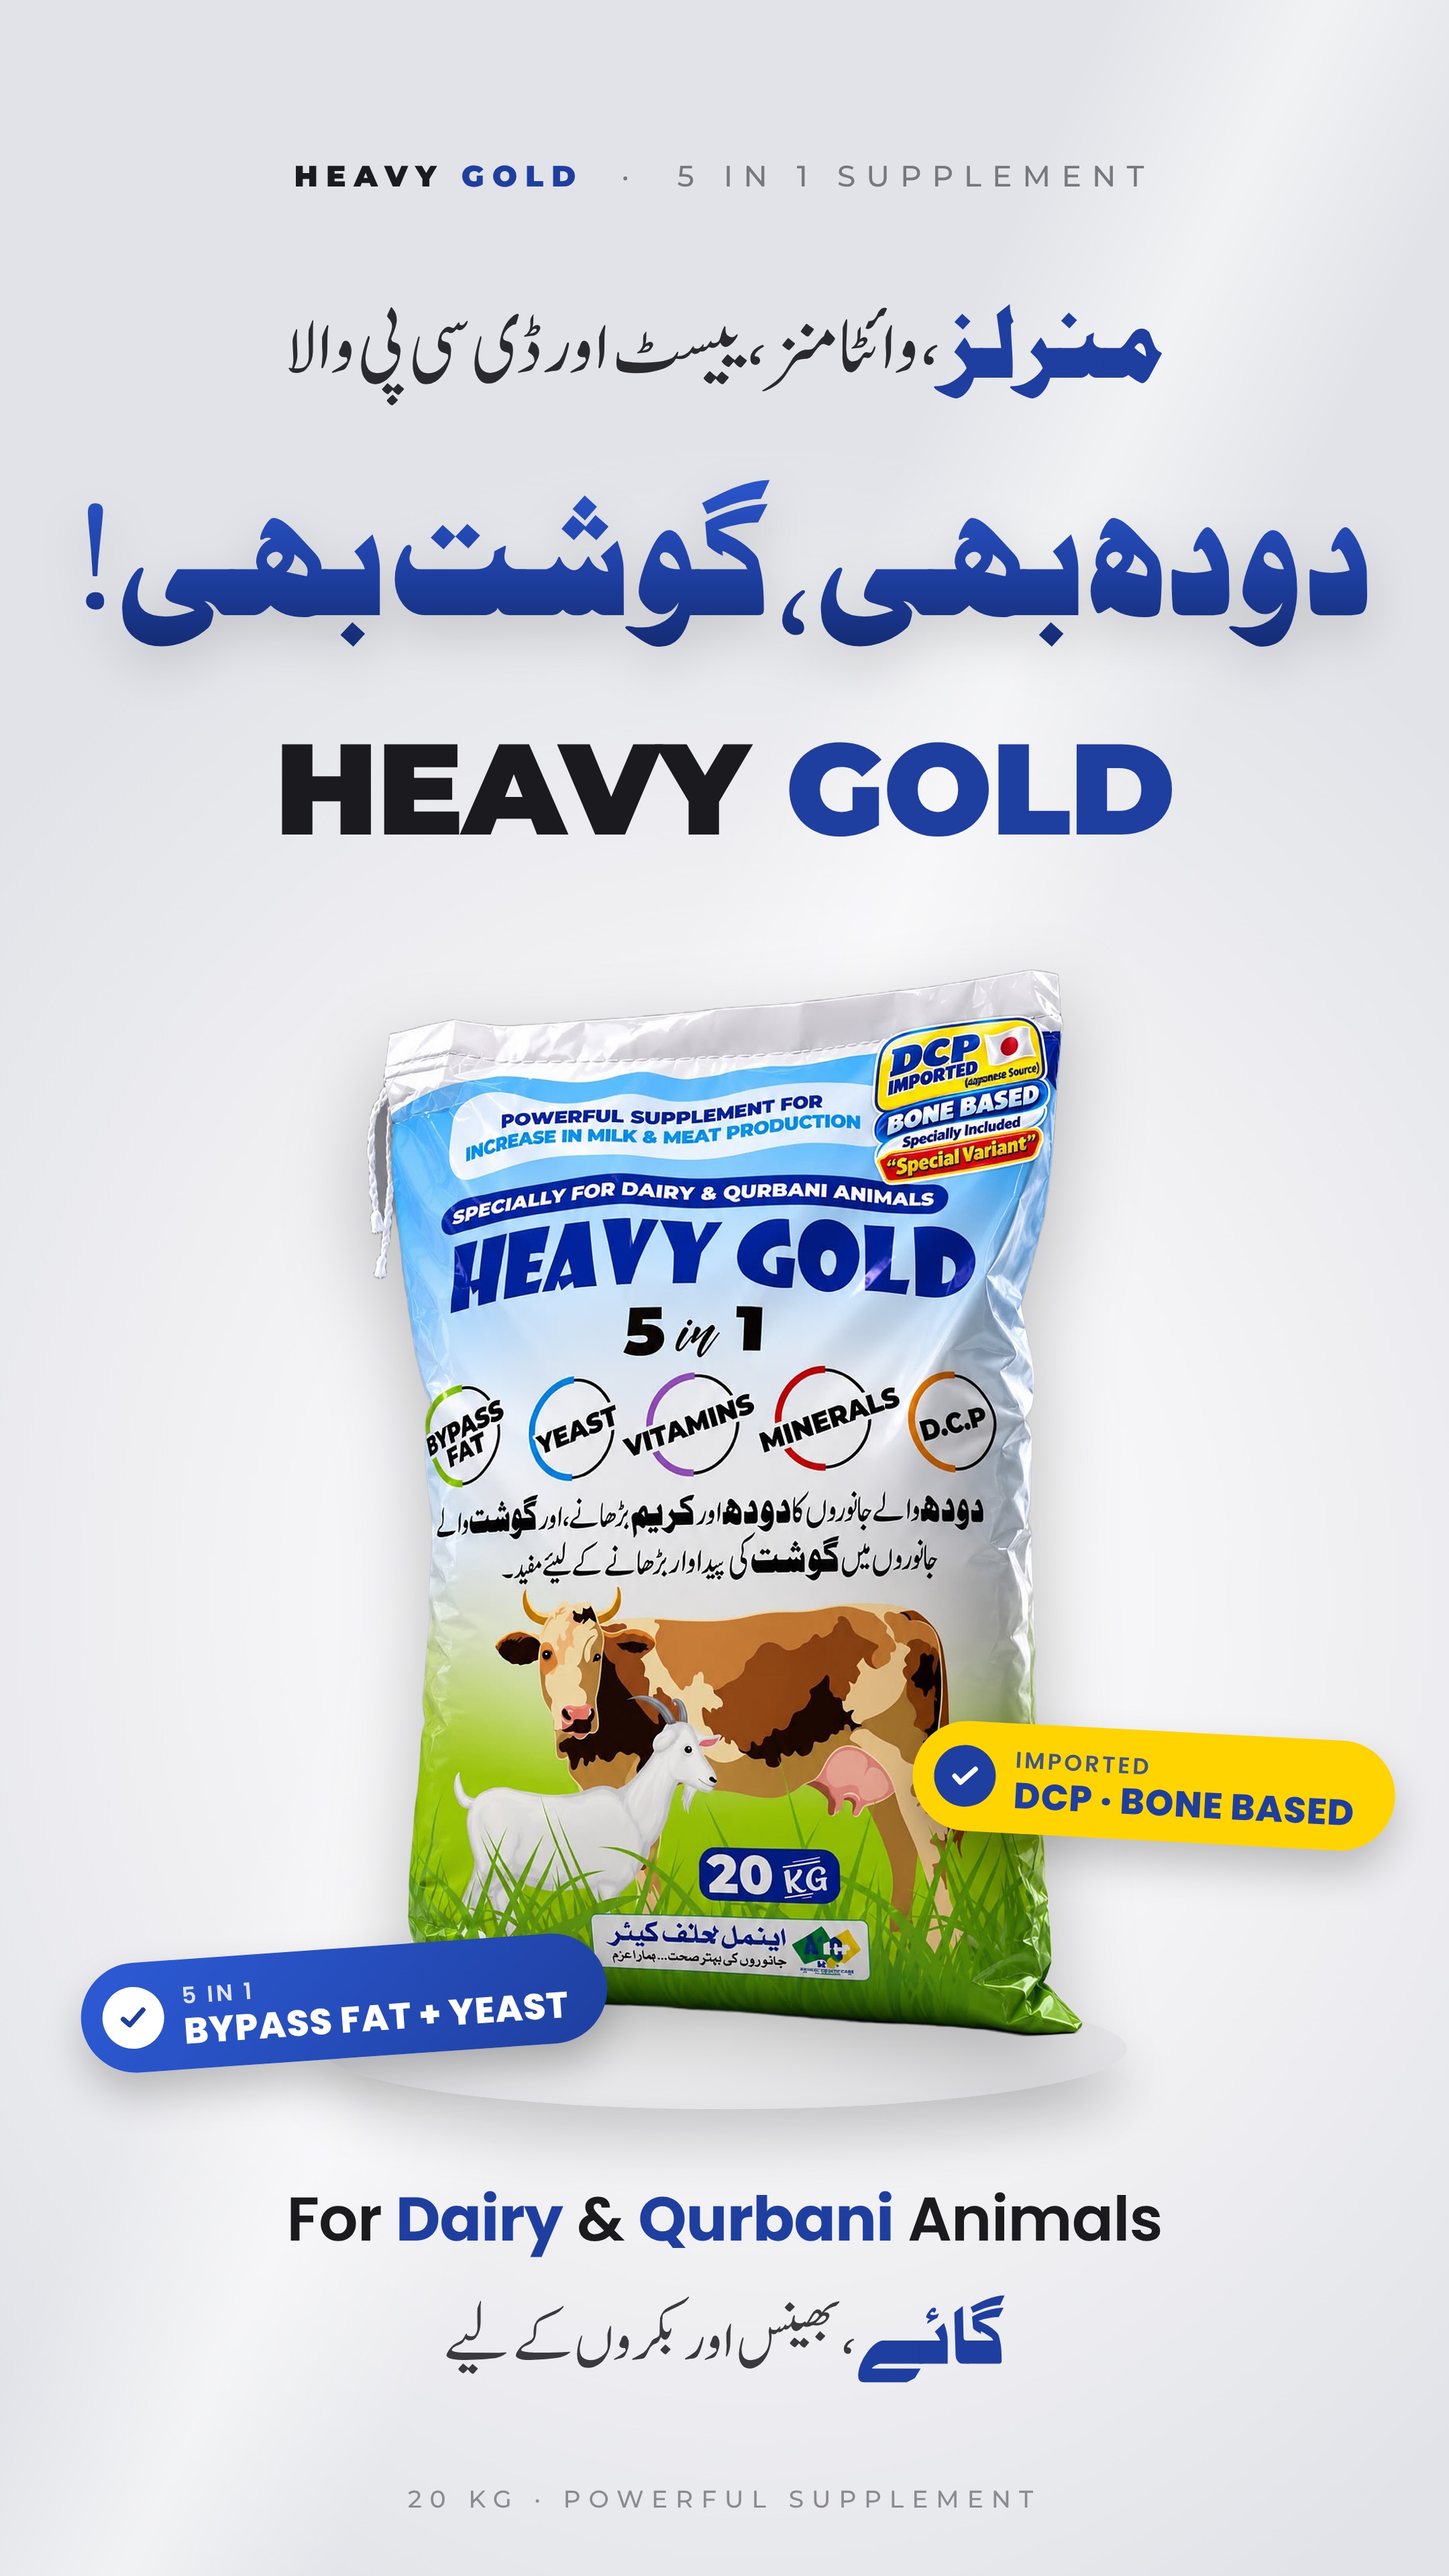 HEAVY GOLD · 5 IN 1 SUPPLEMENT
منرلز، وائٹامنز، ییسٹ اور ڈی سی پی والا
دودھ بھی، گوشت بھی!
HEAVY GOLD
DCP
IMPORTED
(Japanese Source)
BONE BASED
Specially Included
"Special Variant"
POWERFUL SUPPLEMENT FOR
INCREASE IN MILK & MEAT PRODUCTION
SPECIALLY FOR DAIRY & QURBANI ANIMALS
HEAVY GOLD
5 in 1
BYPASS FAT
YEAST
VITAMINS
MINERALS
D.C.P
دودھ والے جانوروں کا دودھ اور کریم بڑھانے، اور گوشت والے
جانوروں میں گوشت کی پیداوار بڑھانے کے لیئے مفید۔
IMPORTED
DCP · BONE BASED
20 KG
اینمل ہیلتھ کیئر
جانوروں کی بہتر صحت...ہمارا عزم
5 IN 1
BYPASS FAT + YEAST
For Dairy & Qurbani Animals
گائے، بھینس اور بکروں کے لیے
20 KG · POWERFUL SUPPLEMENT